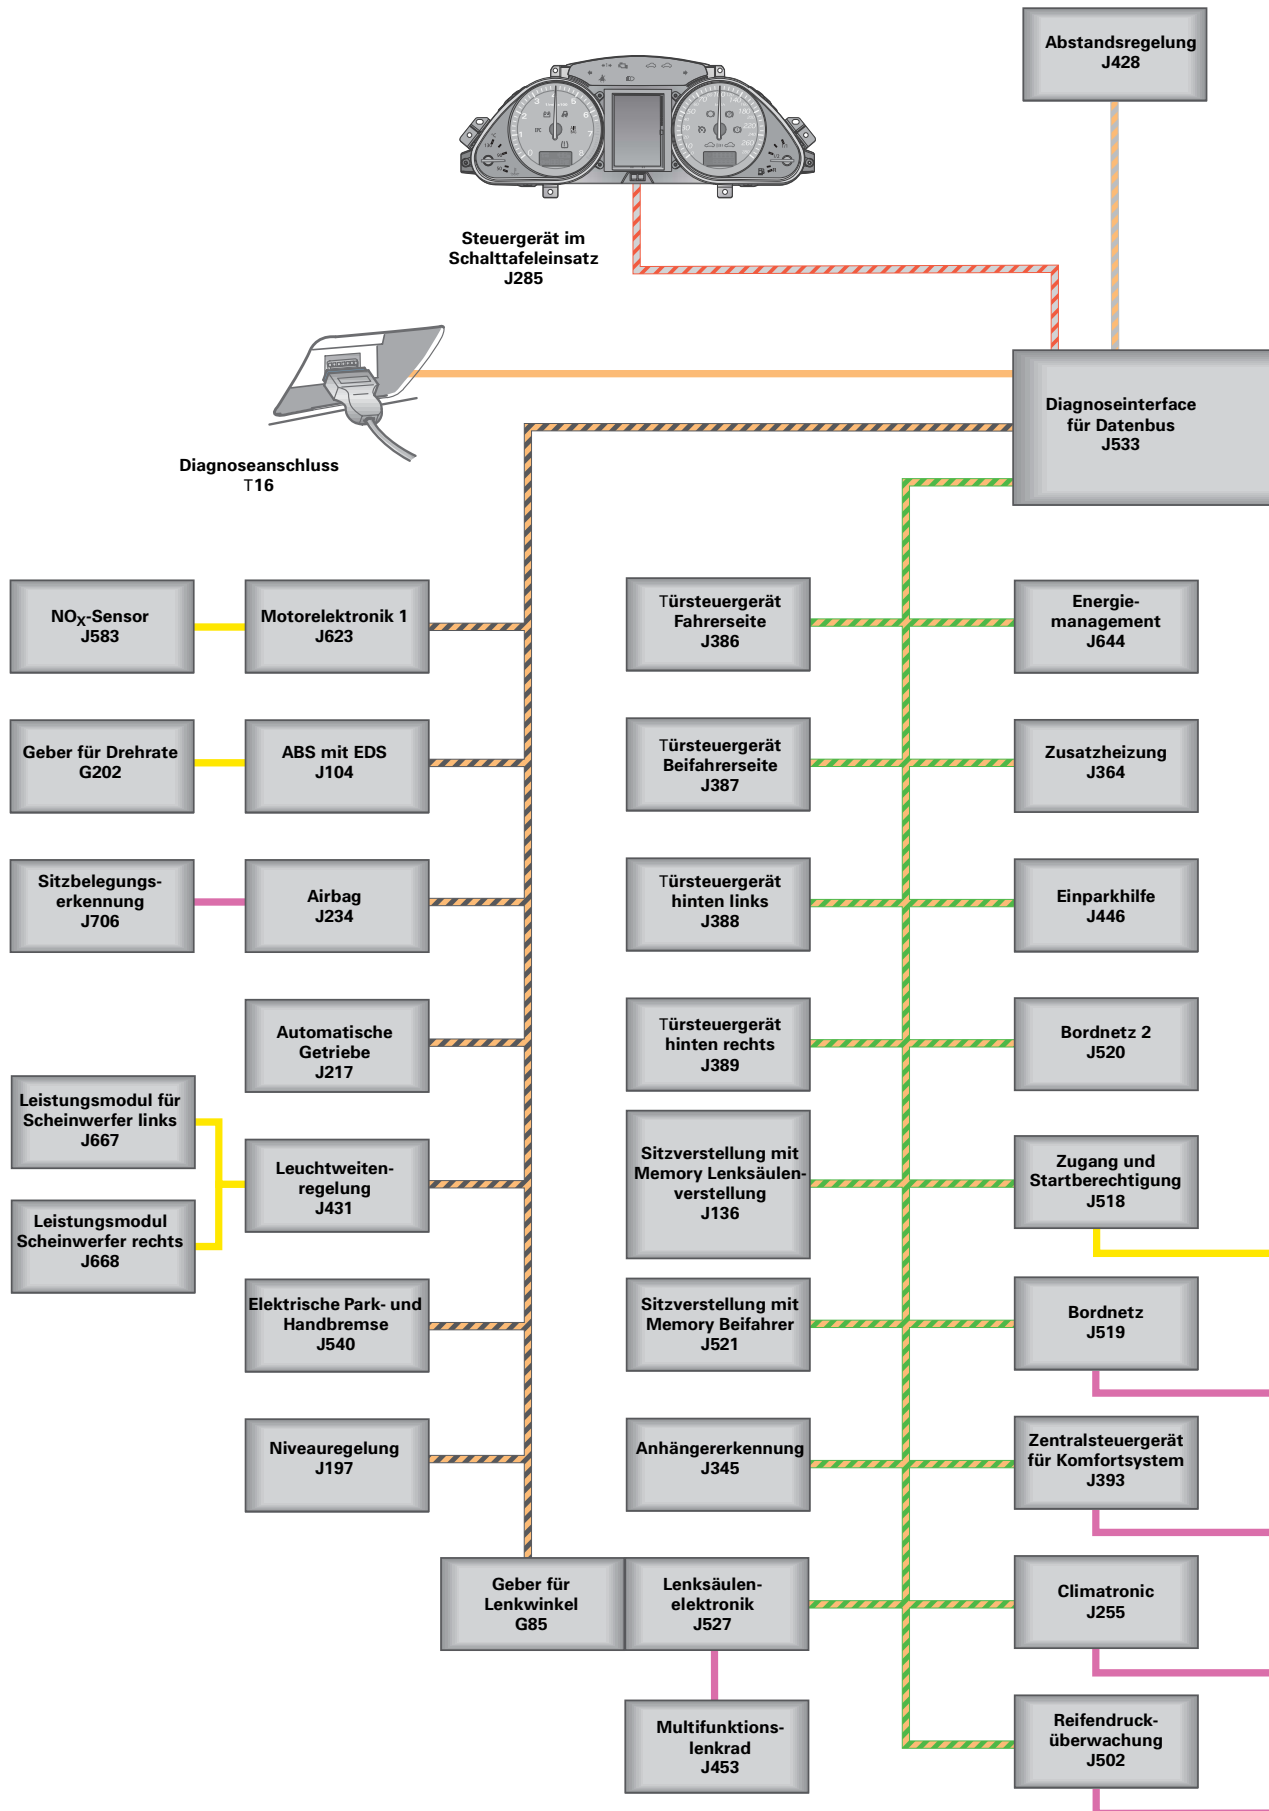 Abstandsregelung
J428
Steuergerät im
Schalttafeleinsatz
J285
Diagnoseanschluss
T16
Diagnoseinterface
für Datenbus
J533
NOX-Sensor
J583
Motorelektronik 1
J623
Türsteuergerät
Fahrerseite
J386
Energie-
management
J644
Geber für Drehrate
G202
ABS mit EDS
J104
Türsteuergerät
Beifahrerseite
J387
Zusatzheizung
J364
Sitzbelegungs-
erkennung
J706
Airbag
J234
Türsteuergerät
hinten links
J388
Einparkhilfe
J446
Automatische
Getriebe
J217
Türsteuergerät
hinten rechts
J389
Bordnetz 2
J520
Leistungsmodul für
Scheinwerfer links
J667
Leistungsmodul
Scheinwerfer rechts
J668
Leuchtweiten-
regelung
J431
Sitzverstellung mit
Memory Lenksäulen-
verstellung
J136
Zugang und
Startberechtigung
J518
Elektrische Park- und
Handbremse
J540
Sitzverstellung mit
Memory Beifahrer
J521
Bordnetz
J519
Niveauregelung
J197
Anhängererkennung
J345
Zentralsteuergerät
für Komfortsystem
J393
Geber für
Lenkwinkel
G85
Lenksäulen-
elektronik
J527
Climatronic
J255
Multifunktions-
lenkrad
J453
Reifendruck-
überwachung
J502